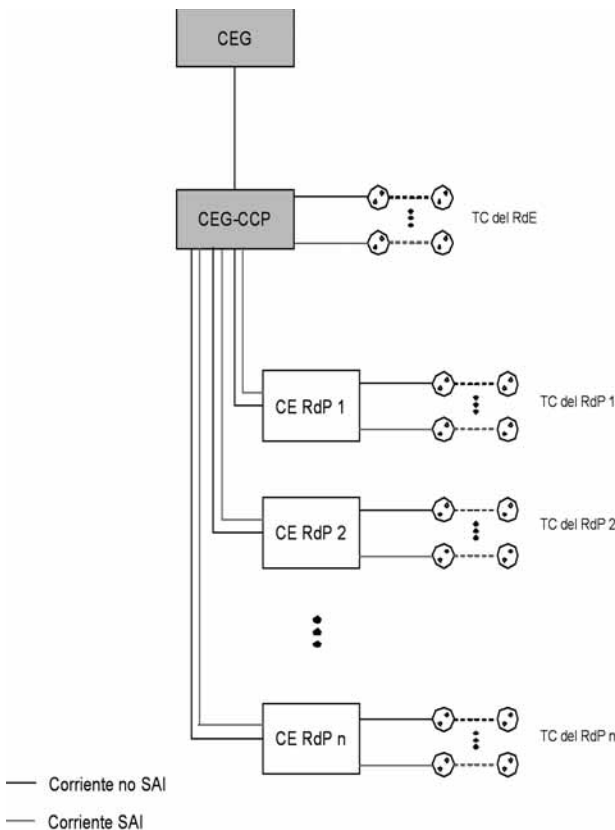 CEG
CEG-CCP
TC del RdE
CE RdP 1
TC del RdP 1
CE RdP 2
TC del RdP 2
CE RdP n
TC del RdP n
Corriente no SAI
Corriente SAI